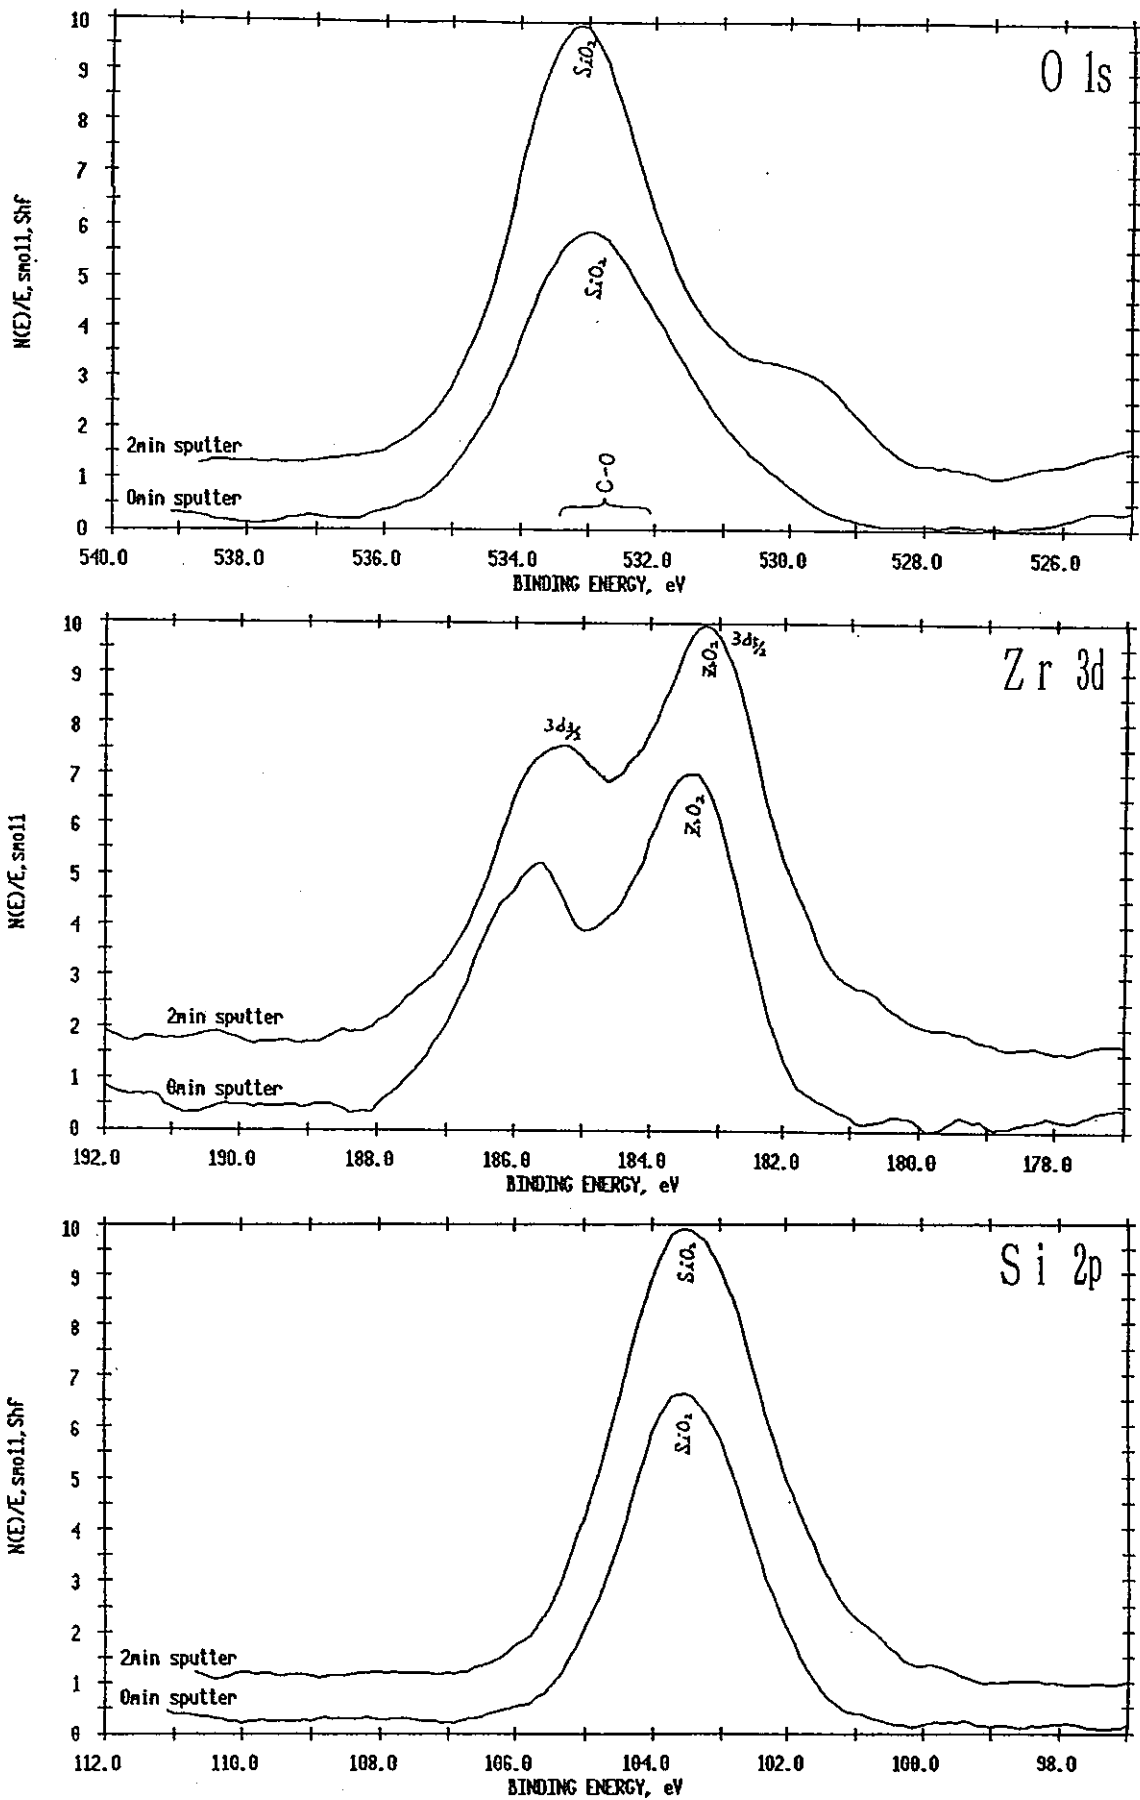 O 1s
N(E)/E,smo11,Shf
10
9
8
7
6
5
4
3
2
1
0
SiO₂
SiO₂
C-O
2min sputter
0min sputter
540.0 538.0 536.0 534.0 532.0 530.0 528.0 526.0
BINDING ENERGY, eV
Zr 3d
N(E)/E,smo11
10
9
8
7
6
5
4
3
2
1
0
3d3/2
ZrO₂
3d5/2
ZrO₂
2min sputter
0min sputter
192.0 190.0 188.0 186.0 184.0 182.0 180.0 178.0
BINDING ENERGY, eV
Si 2p
N(E)/E,smo11,Shf
10
9
8
7
6
5
4
3
2
1
0
SiO₂
SiO₂
2min sputter
0min sputter
112.0 110.0 108.0 106.0 104.0 102.0 100.0 98.0
BINDING ENERGY, eV